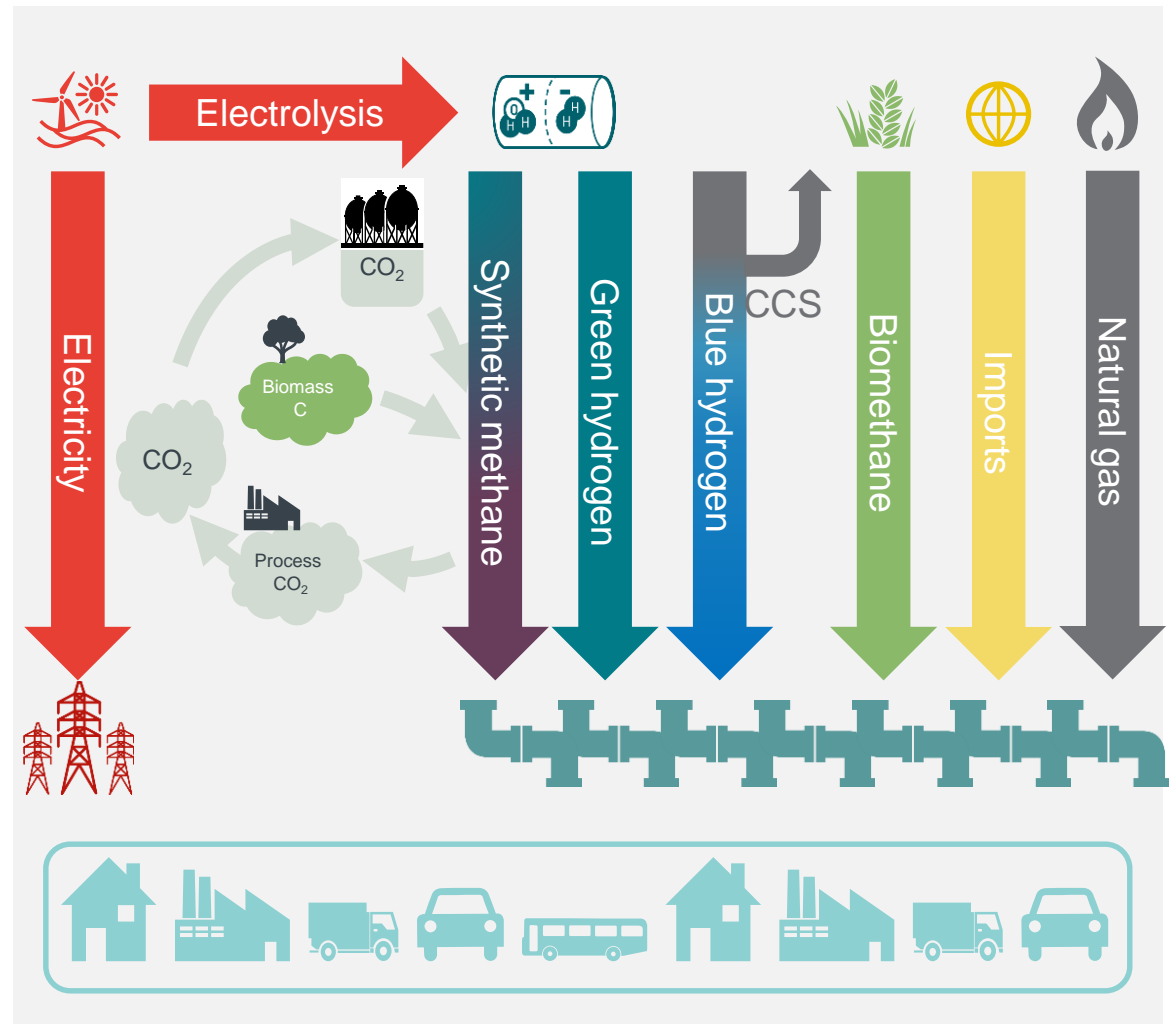 Electrolysis
+ -
O
H H
H
H
CO₂
CCS
Electricity
Synthetic methane
Green hydrogen
Blue hydrogen
Biomethane
Imports
Natural gas
Biomass
C
CO₂
Process
CO₂